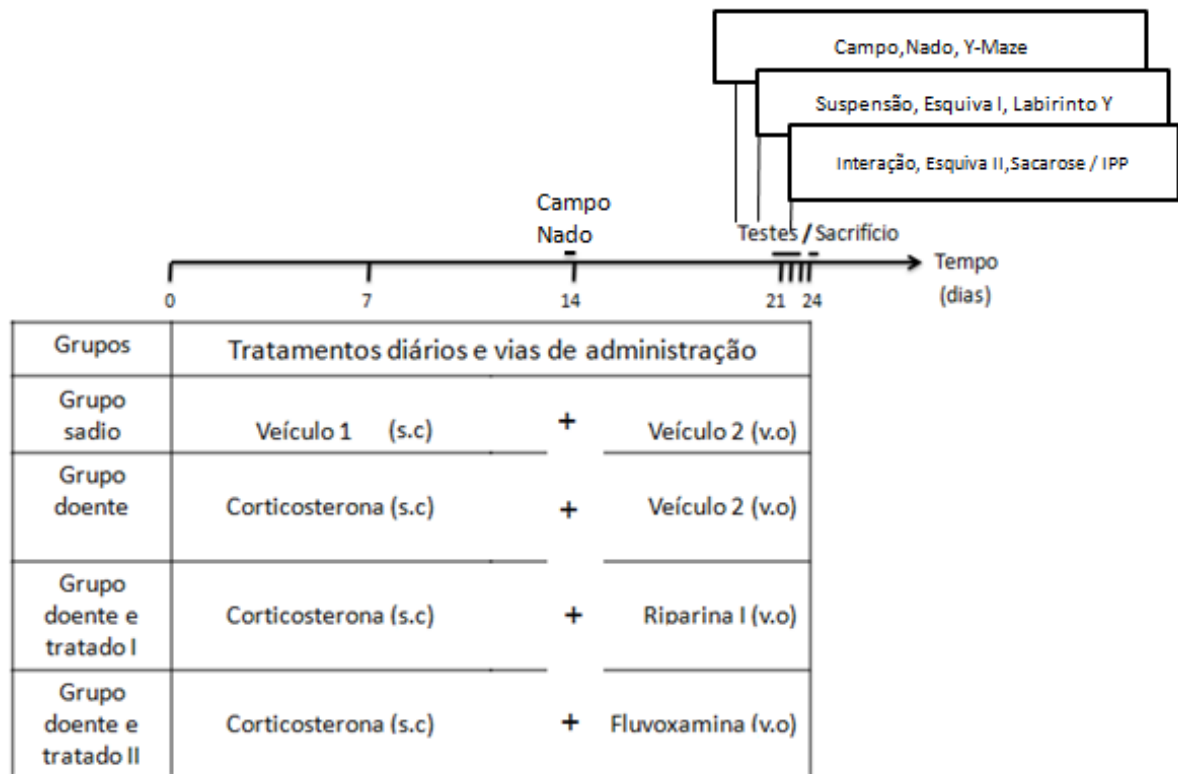 Campo,Nado, Y-Maze
Suspensão, Esquiva I, Labirinto Y
Interação, Esquiva II,Sacarose / IPP
Campo
Nado
Testes / Sacrifício
Tempo
(dias)
0 7 14 21 24
Grupos Tratamentos diários e vias de administração
Grupo
sadio
Veículo 1 (s.c) + Veículo 2 (v.o)
Grupo
doente
Corticosterona (s.c) + Veículo 2 (v.o)
Grupo
doente e
tratado I
Corticosterona (s.c) + Riparina I (v.o)
Grupo
doente e
tratado II
Corticosterona (s.c) + Fluvoxamina (v.o)